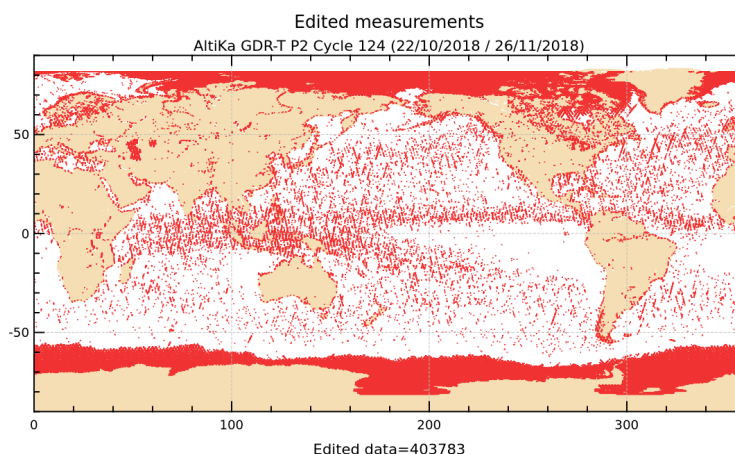 Edited measurements
AltiKa GDR-T P2 Cycle 124 (22/10/2018 / 26/11/2018)
50
0
-50
0 100 200 300
Edited data=403783